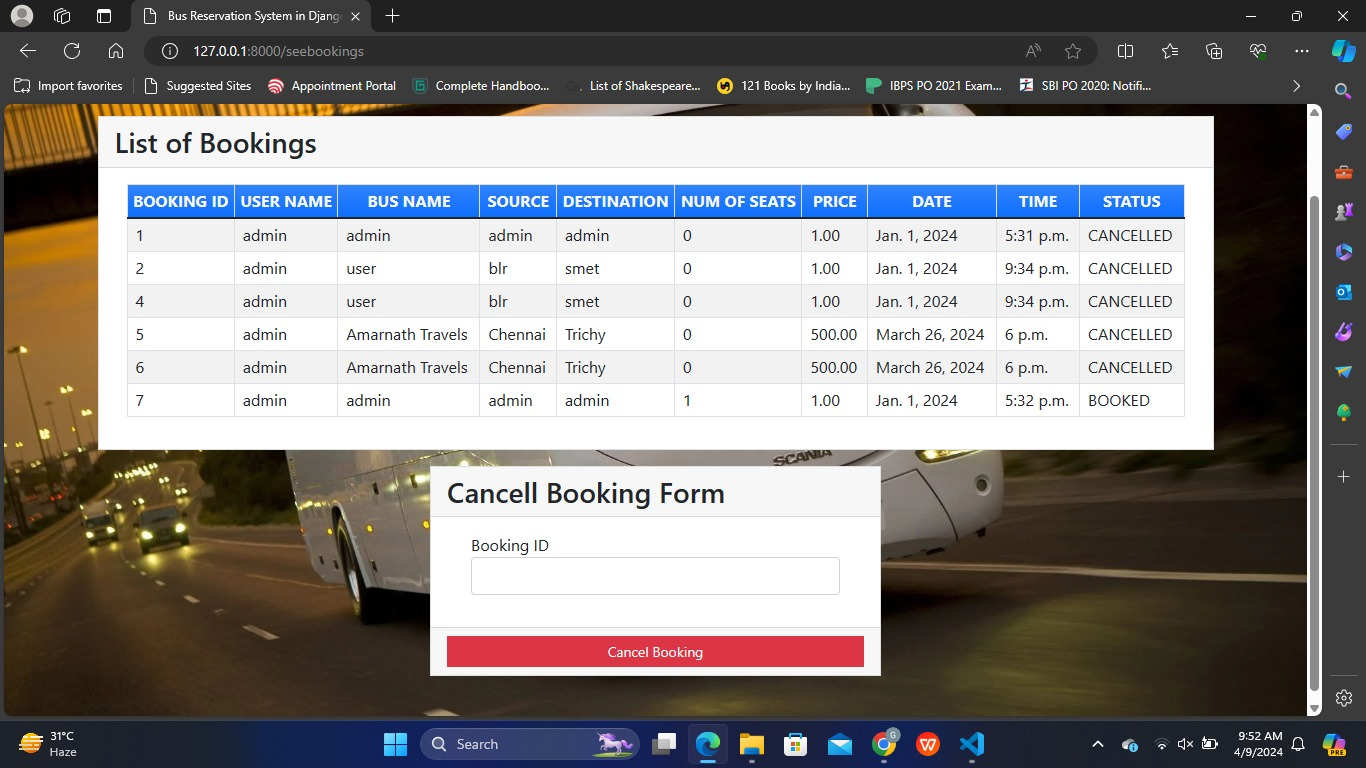 Bus Reservation System in Djang
127.0.0.1:8000/seebookings
Import favorites Suggested Sites Appointment Portal Complete Handboo... List of Shakespeare... 121 Books by India... IBPS PO 2021 Exam... SBI PO 2020: Notifi...
List of Bookings
BOOKING ID USER NAME BUS NAME SOURCE DESTINATION NUM OF SEATS PRICE DATE TIME STATUS
1 admin admin admin admin 0 1.00 Jan. 1, 2024 5:31 p.m. CANCELLED
2 admin user blr smet 0 1.00 Jan. 1, 2024 9:34 p.m. CANCELLED
4 admin user blr smet 0 1.00 Jan. 1, 2024 9:34 p.m. CANCELLED
5 admin Amarnath Travels Chennai Trichy 0 500.00 March 26, 2024 6 p.m. CANCELLED
6 admin Amarnath Travels Chennai Trichy 0 500.00 March 26, 2024 6 p.m. CANCELLED
7 admin admin admin admin 1 1.00 Jan. 1, 2024 5:32 p.m. BOOKED
SCANIA
Cancell Booking Form
Booking ID
Cancel Booking
31°C
Haze
Search
G
W
PRE
9:52 AM
4/9/2024